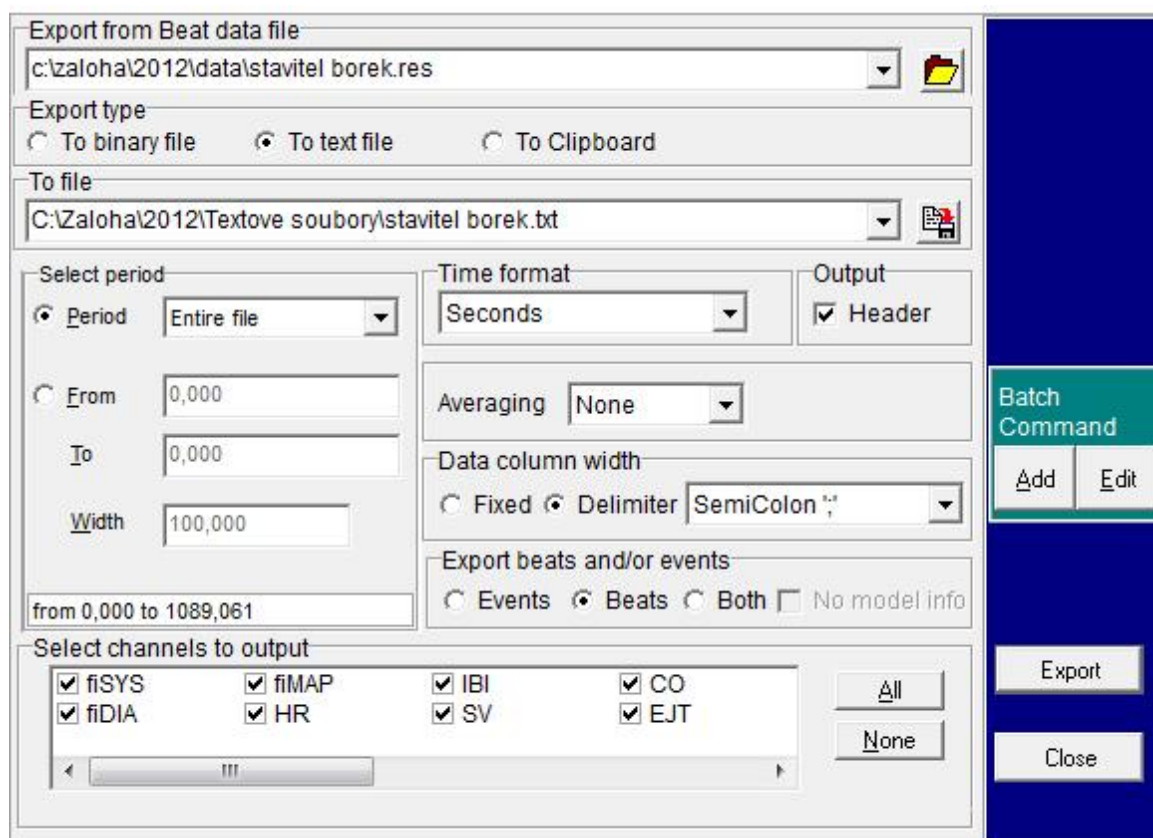 Export from Beat data file
c:\zaloha\2012\data\stavitel borek.res
Export type
To binary file To text file To Clipboard
To file
C:\Zaloha\2012\Textove soubory\stavitel borek.txt
Select period
Period Entire file
From 0,000
To 0,000
Width 100,000
from 0,000 to 1089,061
Time format
Seconds
Output
Header
Averaging None
Data column width
Fixed Delimiter SemiColon ';'
Export beats and/or events
Events Beats Both No model info
Select channels to output
fiSYS fiMAP IBI CO
fiDIA HR SV EJT
All
None
Batch
Command
Add Edit
Export
Close